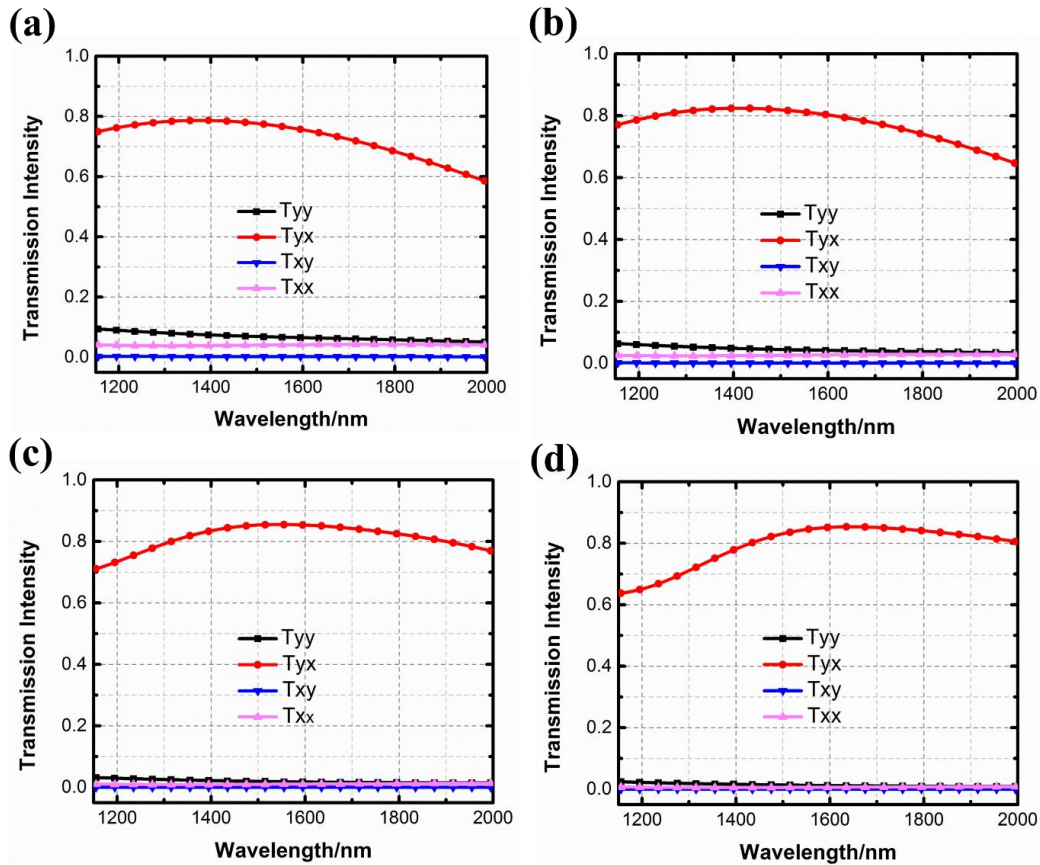 (a)
1.0
0.8
0.6
0.4
0.2
0.0
Transmission Intensity
Tyy
Tyx
Txy
Txx
1200 1400 1600 1800 2000
Wavelength/nm
(b)
1.0
0.8
0.6
0.4
0.2
0.0
Transmission Intensity
Tyy
Tyx
Txy
Txx
1200 1400 1600 1800 2000
Wavelength/nm
(c)
1.0
0.8
0.6
0.4
0.2
0.0
Transmission Intensity
Tyy
Tyx
Txy
Txx
1200 1400 1600 1800 2000
Wavelength/nm
(d)
1.0
0.8
0.6
0.4
0.2
0.0
Transmission Intensity
Tyy
Tyx
Txy
Txx
1200 1400 1600 1800 2000
Wavelength/nm